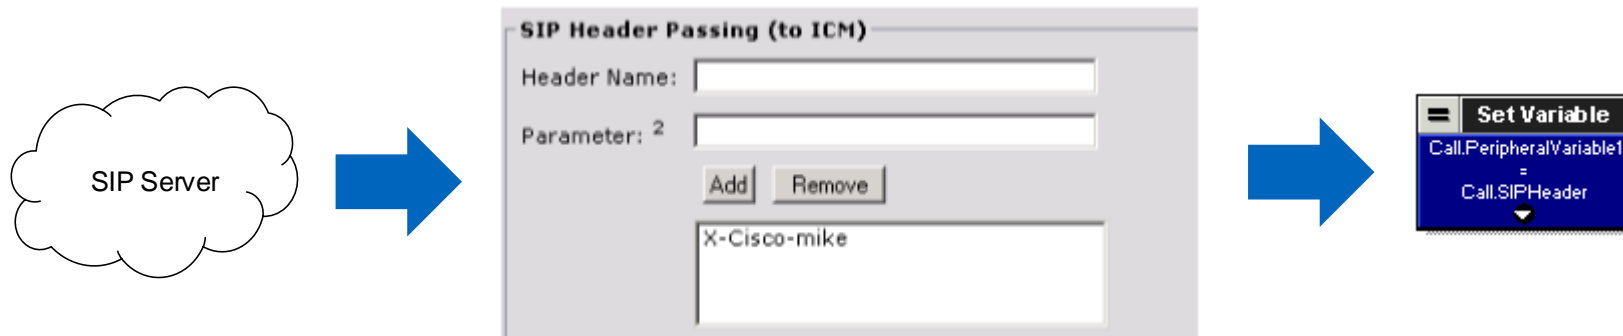 SIP Server
SIP Header Passing (to ICM)
Header Name:
Parameter: 2
Add Remove
X-Cisco-mike
= Set Variable
Call.PeripheralVariable1
=
Call.SIPHeader